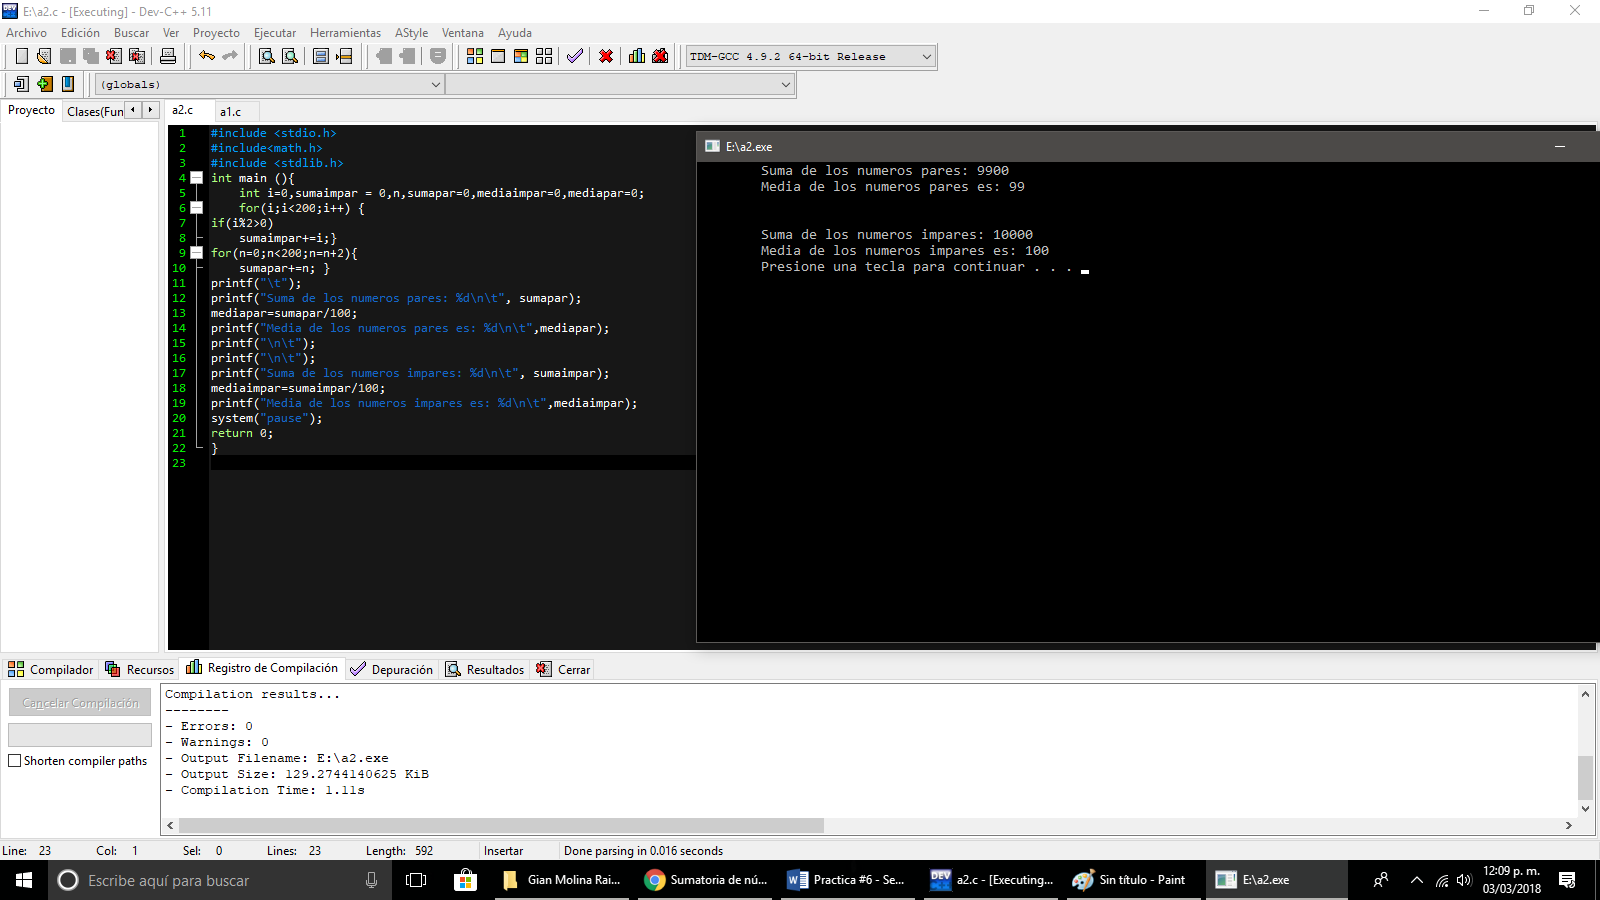 E:\a2.c - [Executing] - Dev-C++ 5.11
Archivo Edición Buscar Ver Proyecto Ejecutar Herramientas AStyle Ventana Ayuda
TDM-GCC 4.9.2 64-bit Release
(globals)
Proyecto Clases(Fun a2.c a1.c
1 #include <stdio.h>
2 #include<math.h>
3 #include <stdlib.h>
4 int main (){
5 int i=0,sumaimpar = 0,n,sumapar=0,mediaimpar=0,mediapar=0;
6 for(i;i<200;i++) {
7 if(i%2>0)
8 sumaimpar+=i;}
9 for(n=0;n<200;n=n+2){
10 sumapar+=n; }
11 printf("\t");
12 printf("Suma de los numeros pares: %d\n\t", sumapar);
13 mediapar=sumapar/100;
14 printf("Media de los numeros pares es: %d\n\t",mediapar);
15 printf("\n\t");
16 printf("\n\t");
17 printf("Suma de los numeros impares: %d\n\t", sumaimpar);
18 mediaimpar=sumaimpar/100;
19 printf("Media de los numeros impares es: %d\n\t",mediaimpar);
20 system("pause");
21 return 0;
22 }
23
E:\a2.exe
Suma de los numeros pares: 9900
Media de los numeros pares es: 99
Suma de los numeros impares: 10000
Media de los numeros impares es: 100
Presione una tecla para continuar . . .
Compilador Recursos Registro de Compilación Depuración Resultados Cerrar
Cancelar Compilación
Shorten compiler paths
Compilation results...
--------
- Errors: 0
- Warnings: 0
- Output Filename: E:\a2.exe
- Output Size: 129.2744140625 KiB
- Compilation Time: 1.11s
Line: 23 Col: 1 Sel: 0 Lines: 23 Length: 592 Insertar Done parsing in 0.016 seconds
Escribe aquí para buscar
Gian Molina Rai... Sumatoria de nú... Practica #6 - Se... a2.c - [Executing... Sin título - Paint E:\a2.exe
12:09 p. m.
03/03/2018